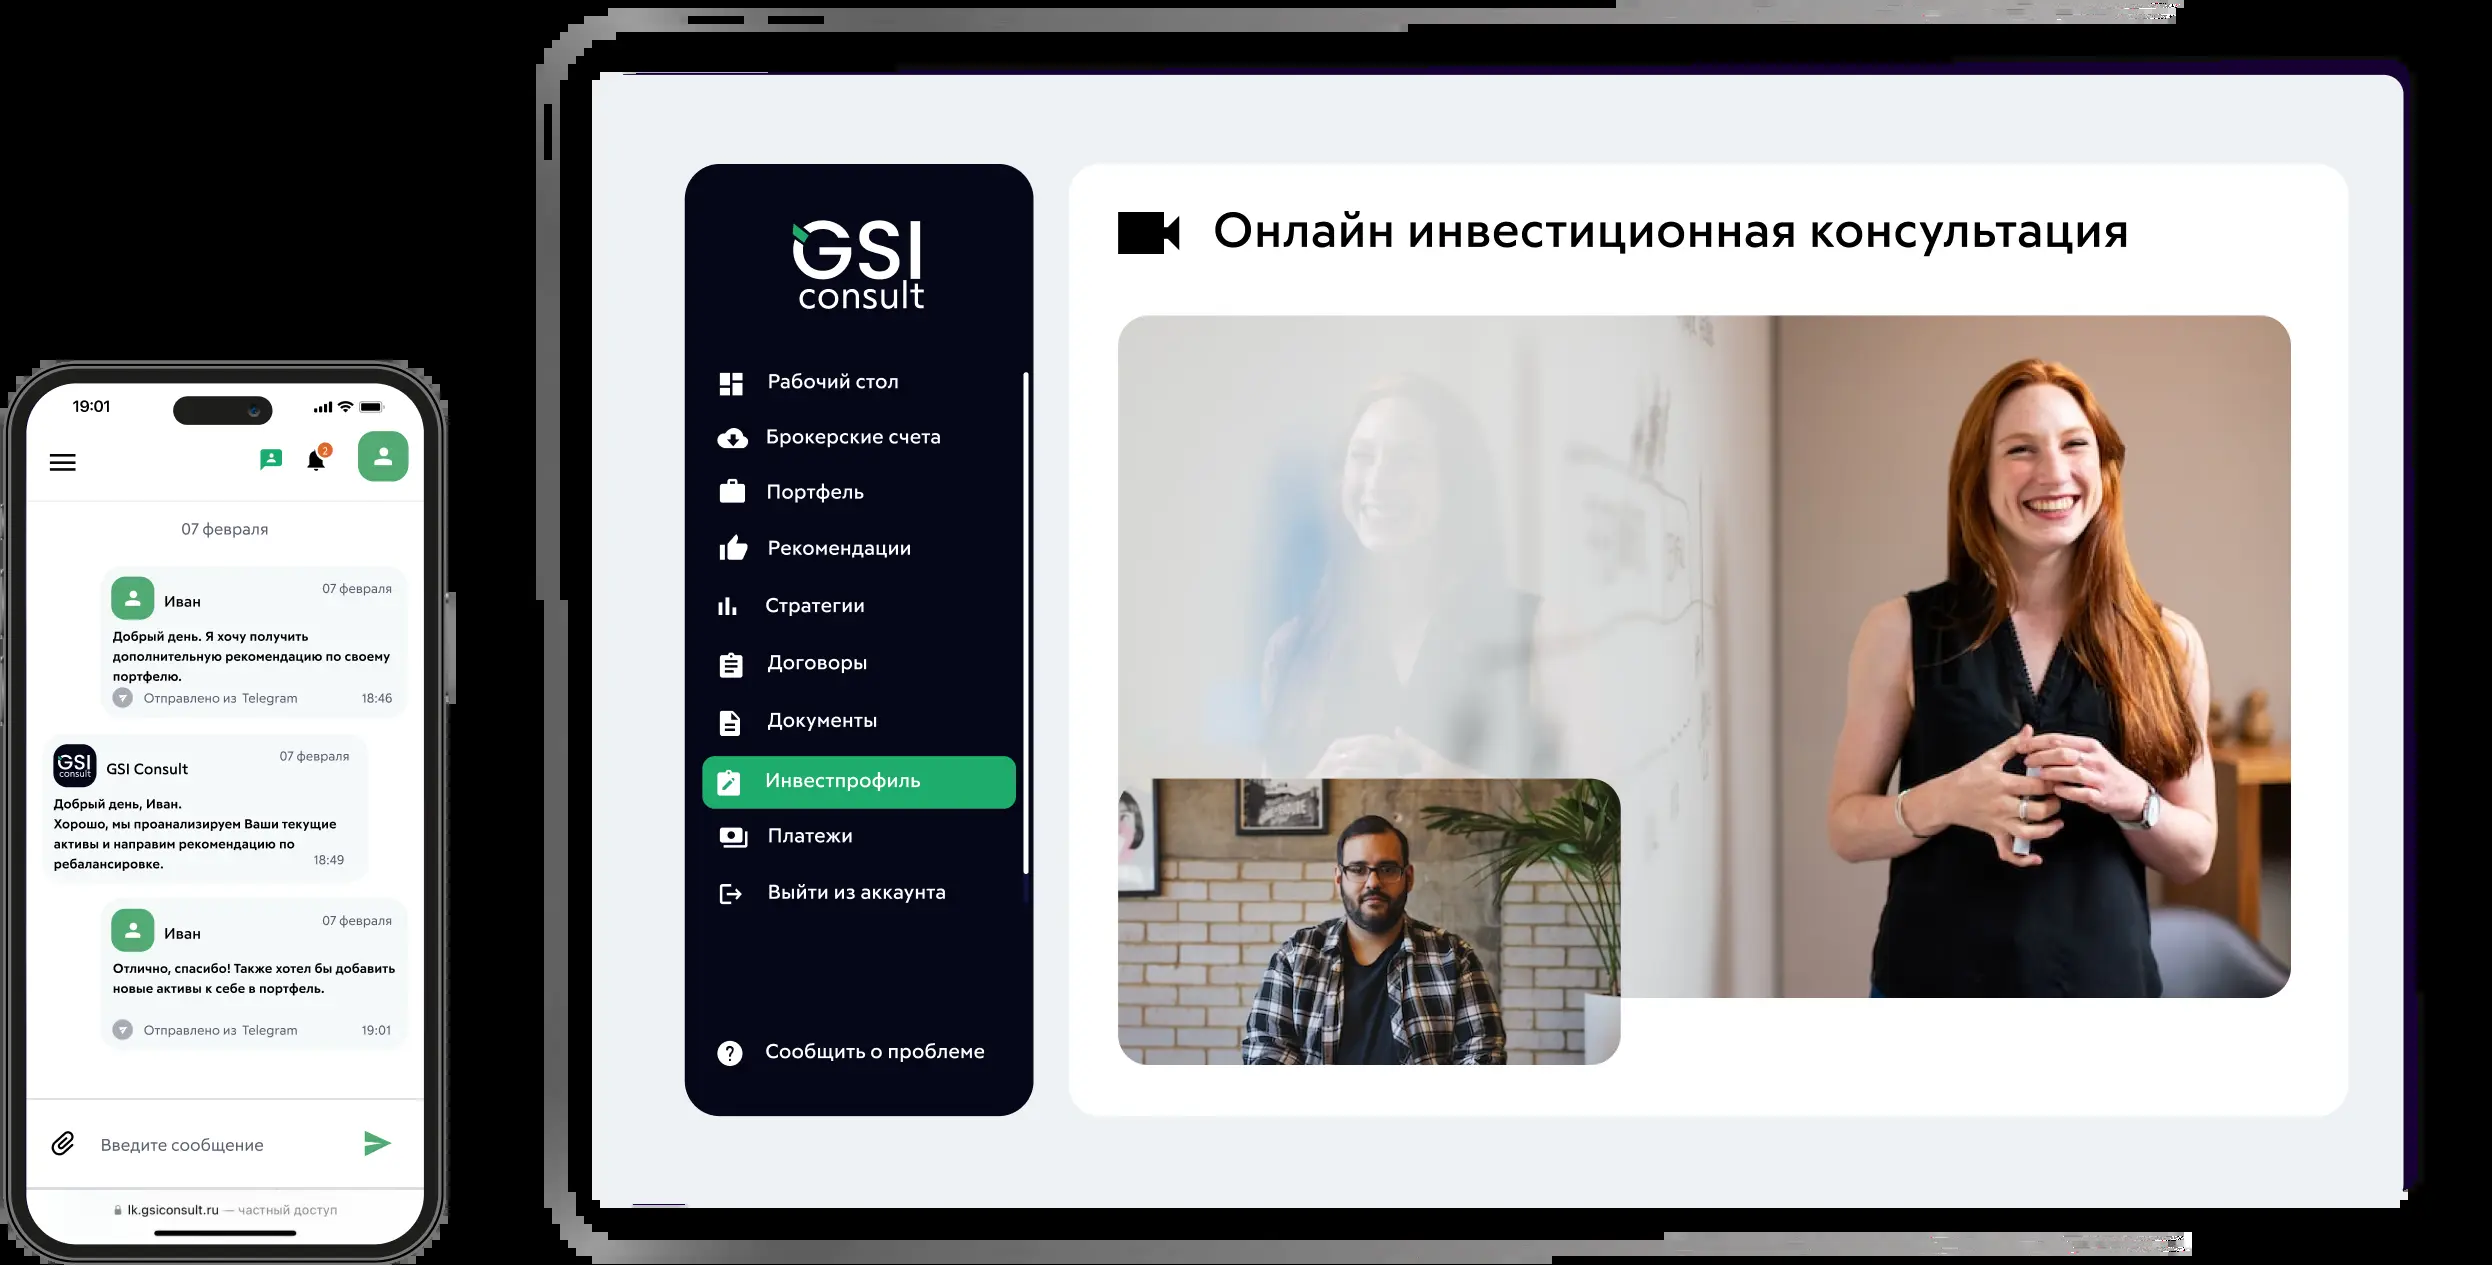 19:01
2
07 февраля
Иван
07 февраля
Добрый день. Я хочу получить
дополнительную рекомендацию по своему
портфелю.
Отправлено из Telegram
18:46
GSI
consult
GSI Consult
07 февраля
Добрый день, Иван.
Хорошо, мы проанализируем Ваши текущие
активы и направим рекомендацию по
ребалансировке.
18:49
Иван
07 февраля
Отлично, спасибо! Также хотел бы добавить
новые активы к себе в портфель.
Отправлено из Telegram
19:01
Введите сообщение
lk.gsiconsult.ru — частный доступ
GSI
consult
Рабочий стол
Брокерские счета
Портфель
Рекомендации
Стратегии
Договоры
Документы
Инвестпрофиль
Платежи
Выйти из аккаунта
Сообщить о проблеме
Онлайн инвестиционная консультация